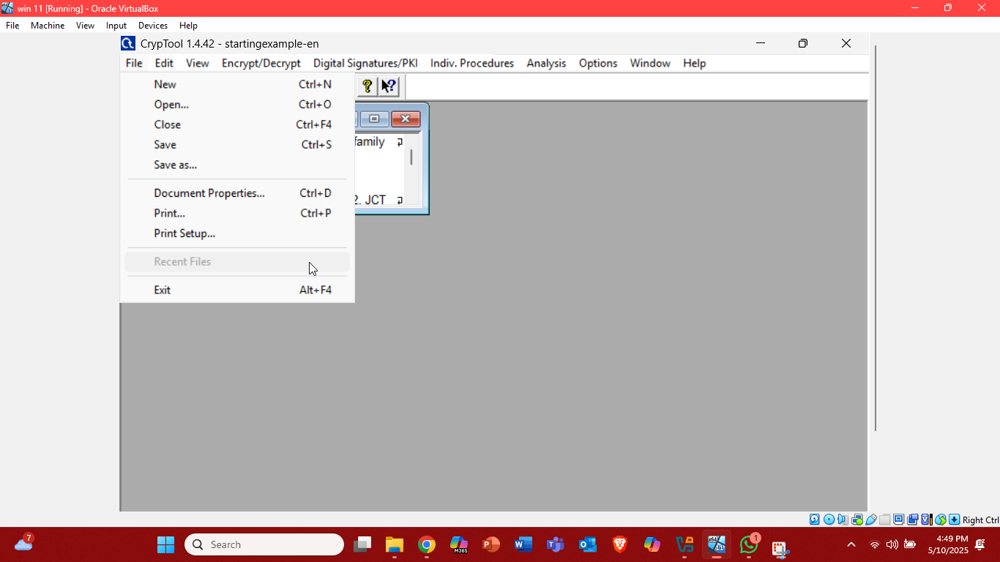 win 11 [Running] - Oracle VirtualBox
File Machine View Input Devices Help
CrypTool 1.4.42 - startingexample-en
File Edit View Encrypt/Decrypt Digital Signatures/PKI Indiv. Procedures Analysis Options Window Help
New Ctrl+N
Open... Ctrl+O
Close Ctrl+F4
Save Ctrl+S
Save as...
Document Properties... Ctrl+D
Print... Ctrl+P
Print Setup...
Recent Files
Exit Alt+F4
family
2. JCT
Right Ctrl
7
Search
M365
x64
11
1
4:49 PM
5/10/2025